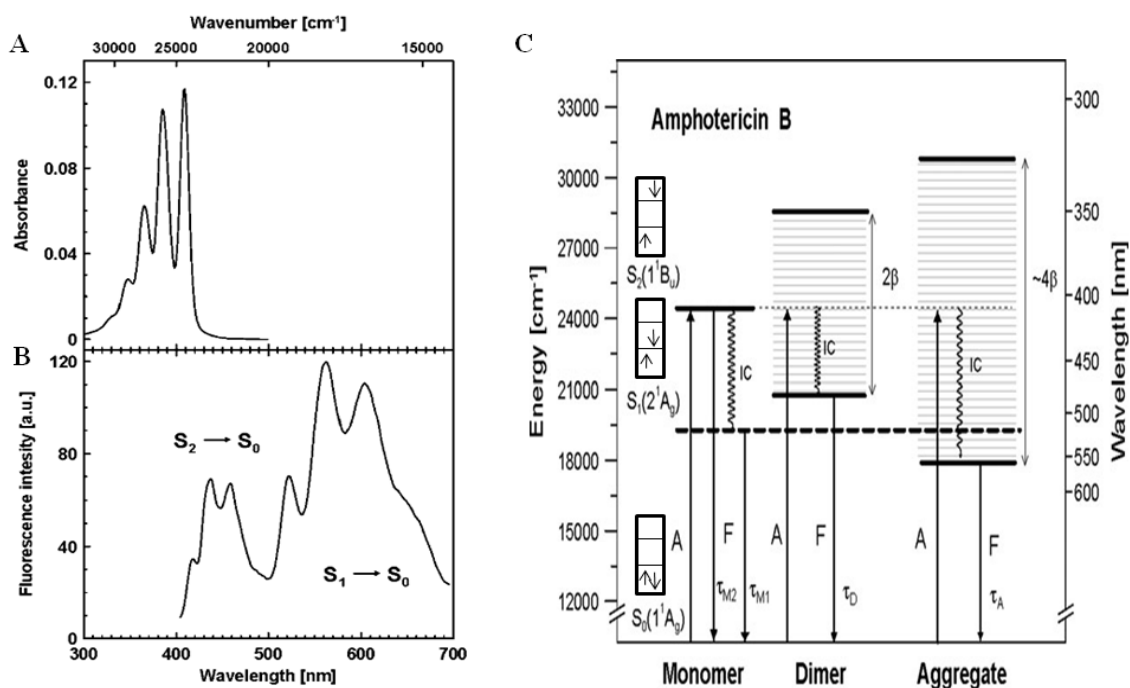 A
Wavenumber [cm⁻¹]
30000 25000 20000 15000
0.12
0.08
0.04
0
Absorbance
B
120
80
40
0
Fluorescence intesity [a.u.]
S₂ → S₀
S₁ → S₀
300 400 500 600 700
Wavelength [nm]
C
Amphotericin B
Energy [cm⁻¹]
33000
30000
27000
24000
21000
18000
15000
12000
S₂(1¹Bᵤ)
S₁(2¹A_g)
S₀(1¹A_g)
2β
~4β
IC
IC
IC
A
F
A
F
A
F
τ_M2
τ_M1
τ_D
τ_A
300
350
400
450
500
550
600
Wavelength [nm]
Monomer Dimer Aggregate